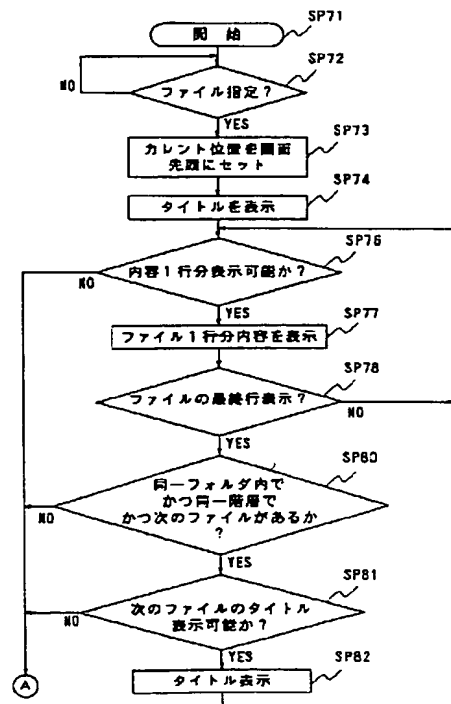 SP71
開 始
SP72
NO
ファイル指定?
YES
SP73
カレント位置を画面
先頭にセット
SP74
タイトルを表示
SP76
NO
内容1行分表示可能か?
YES
SP77
ファイル1行分内容を表示
SP78
ファイルの最終行表示?
NO
YES
SP80
同一フォルダ内で
かつ同一階層で
かつ次のファイルがあるか
?
NO
YES
SP81
次のファイルのタイトル
表示可能か?
NO
YES
SP82
A
タイトル表示